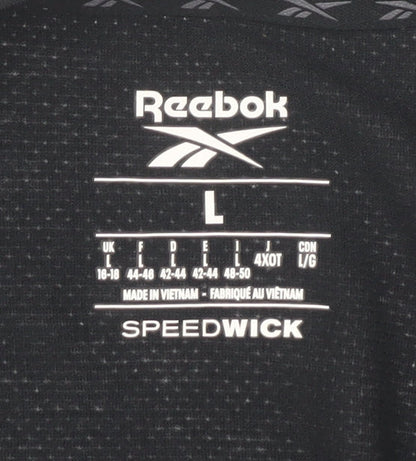 Reebok
L
UK F D E I J CDN
L L L L L 4XOT L/G
16-18 44-46 42-44 42-44 48-50
MADE IN VIETNAM - FABRIQUÉ AU VIÊTNAM
SPEEDWICK